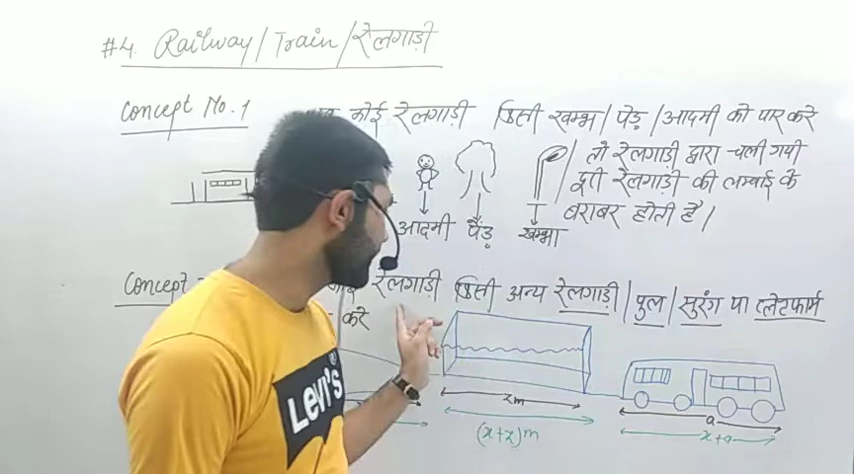 #4. Railway/Train/रेलगाड़ी
Concept No. 1 कोई रेलगाड़ी किसी खम्भा/पेड़/आदमी को पार करे
तो रेलगाड़ी द्वारा चली गयी
दूरी रेलगाड़ी की लम्बाई के
बराबर होती है।
आदमी पेड़ खम्भा
Concept रेलगाड़ी किसी अन्य रेलगाड़ी/पुल/सुरंग या प्लेटफार्म
करे
zm
a
(x+z)m
x+a
Levi's